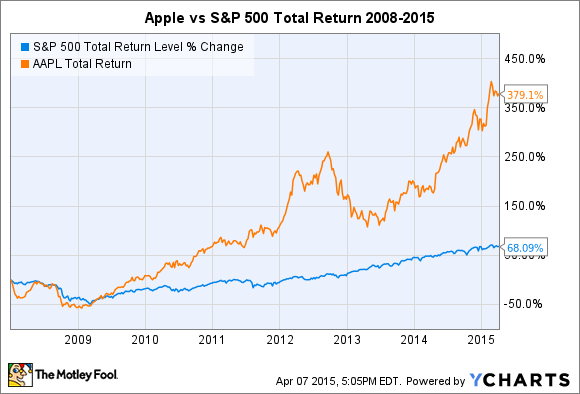 Apple vs S&P 500 Total Return 2008-2015
S&P 500 Total Return Level % Change
AAPL Total Return
450.0%
379.1%
350.0%
250.0%
150.0%
68.09%
-50.0%
2009 2010 2011 2012 2013 2014 2015
The Motley Fool.
Apr 07 2015, 5:05PM EDT. Powered by YCHARTS